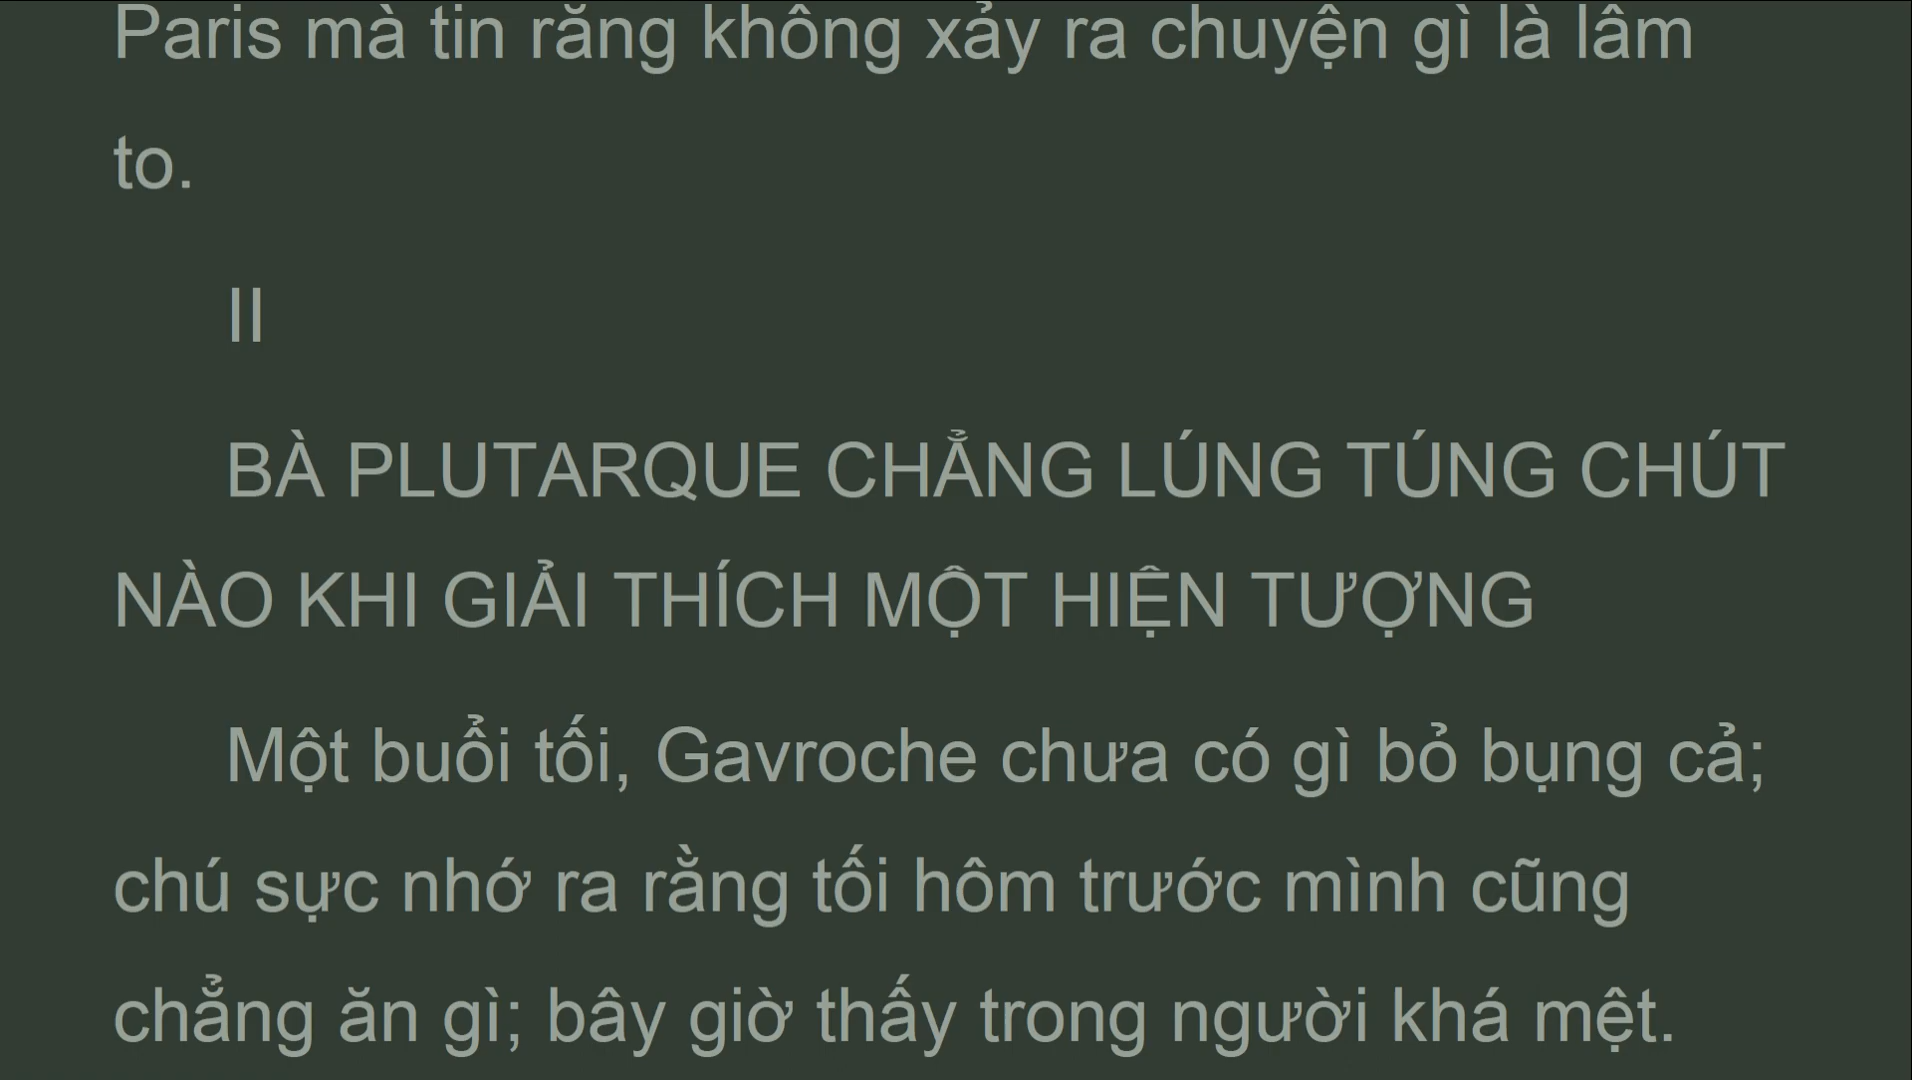 Paris mà tin rằng không xảy ra chuyện gì là lầm
to.
II
BÀ PLUTARQUE CHẲNG LÚNG TÚNG CHÚT
NÀO KHI GIẢI THÍCH MỘT HIỆN TƯỢNG
Một buổi tối, Gavroche chưa có gì bỏ bụng cả;
chú sực nhớ ra rằng tối hôm trước mình cũng
chẳng ăn gì; bây giờ thấy trong người khá mệt.